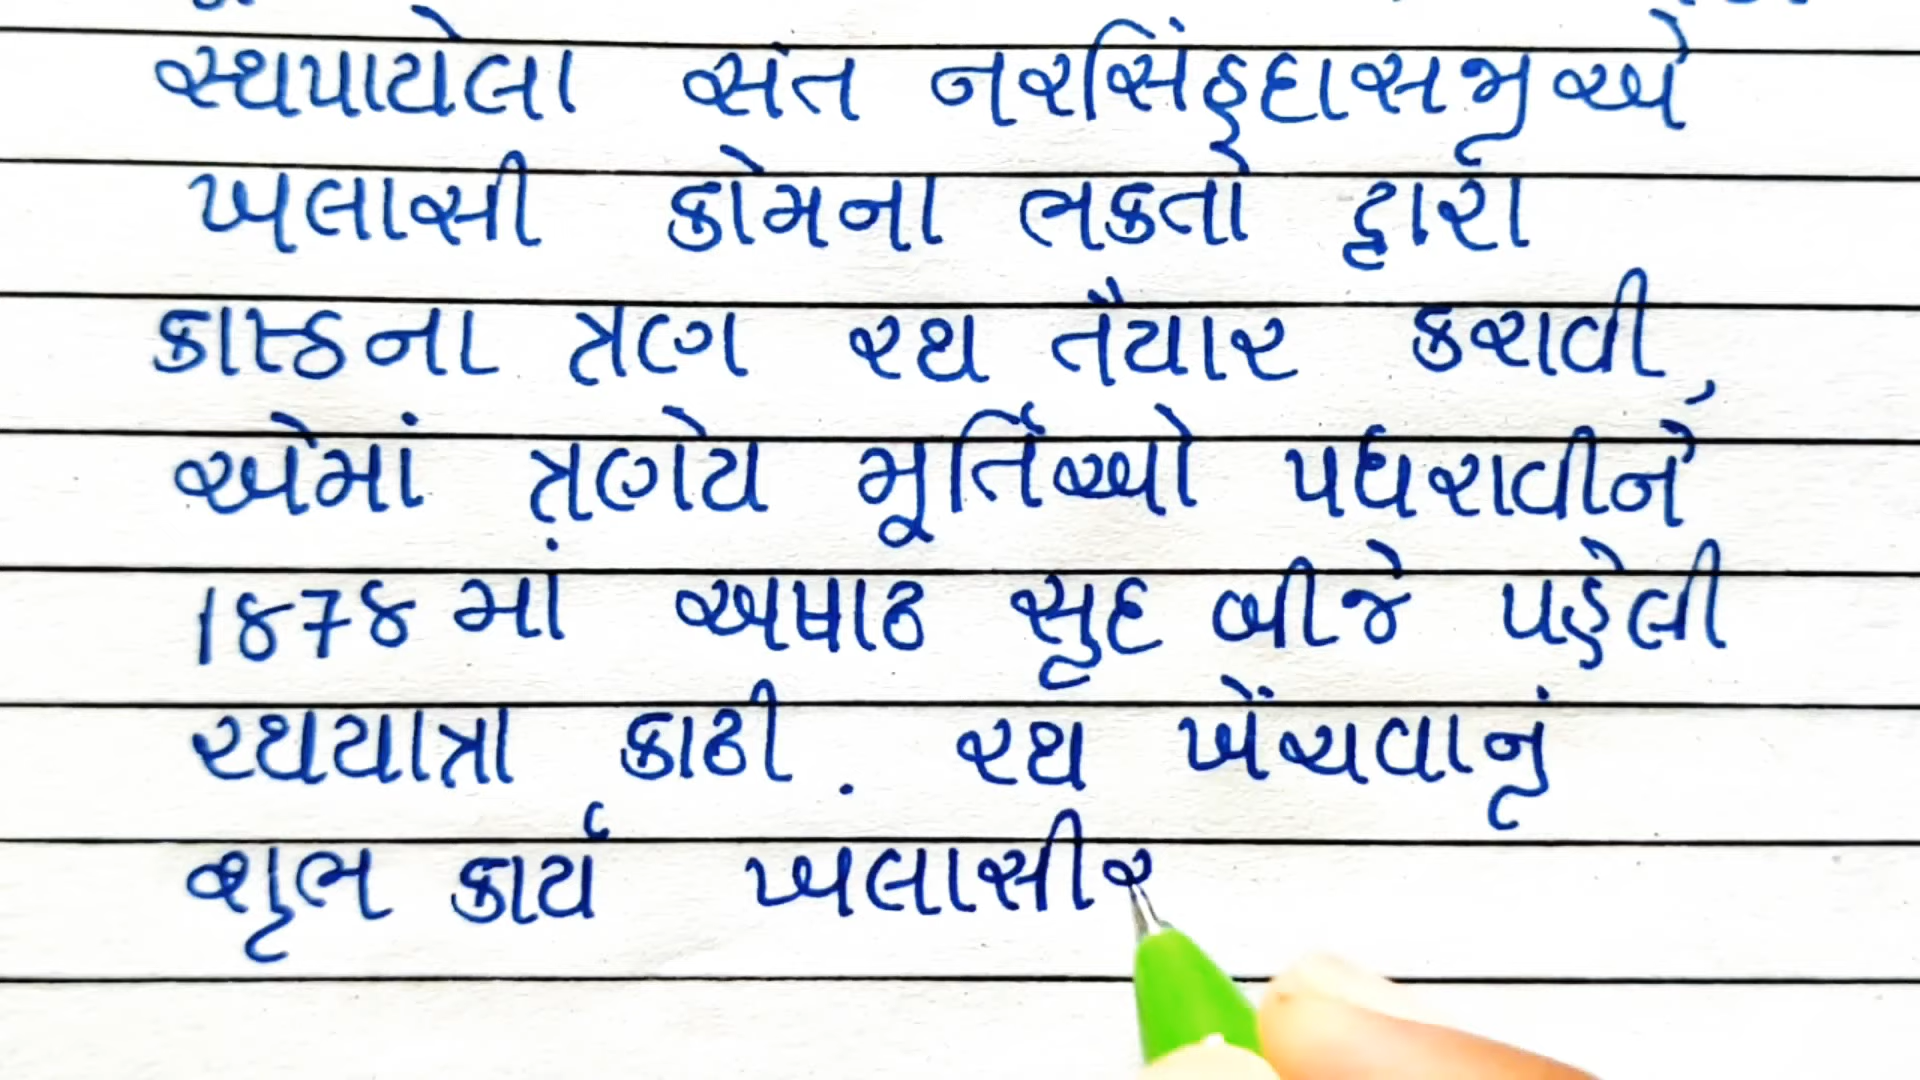 સ્થપાયેલા સંત નરસિંહદાસજીએ
ખલાસી કોમના ભક્તો દ્વારા
કાષ્ઠના ત્રણ રથ તૈયાર કરાવી,
એમાં ત્રણેય મૂર્તિઓ પધરાવીને
1878માં અષાઢ સુદ બીજે પહેલી
રથયાત્રા કાઢી. રથ ખેંચવાનું
શુભ કાર્ય ખલાસી